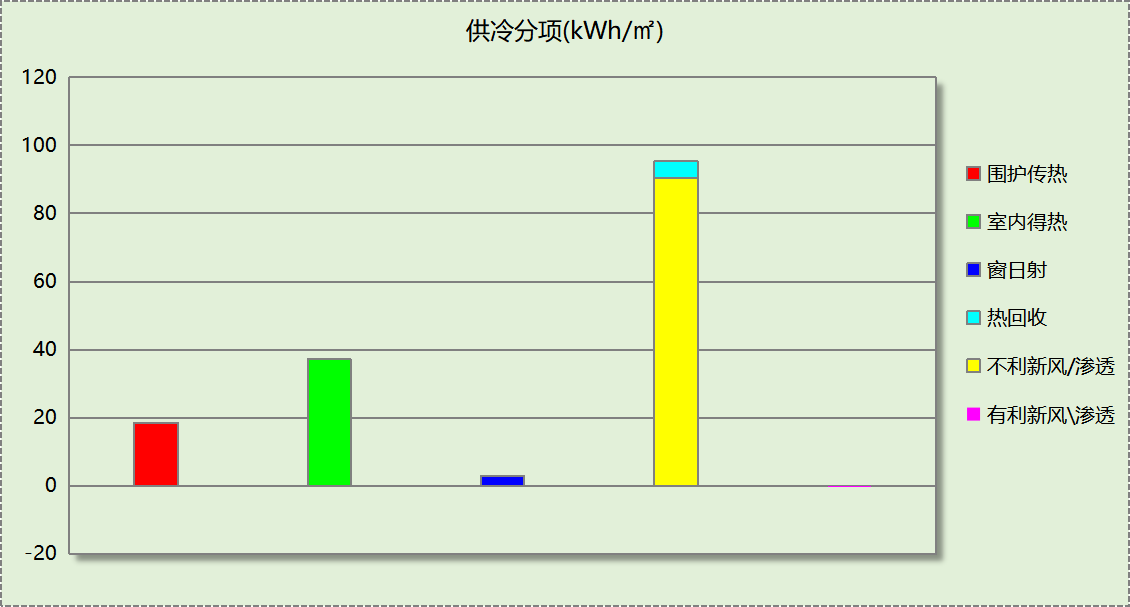 供冷分项(kWh/㎡)
120
100
80
60
40
20
0
-20
围护传热
室内得热
窗日射
热回收
不利新风/渗透
有利新风\渗透